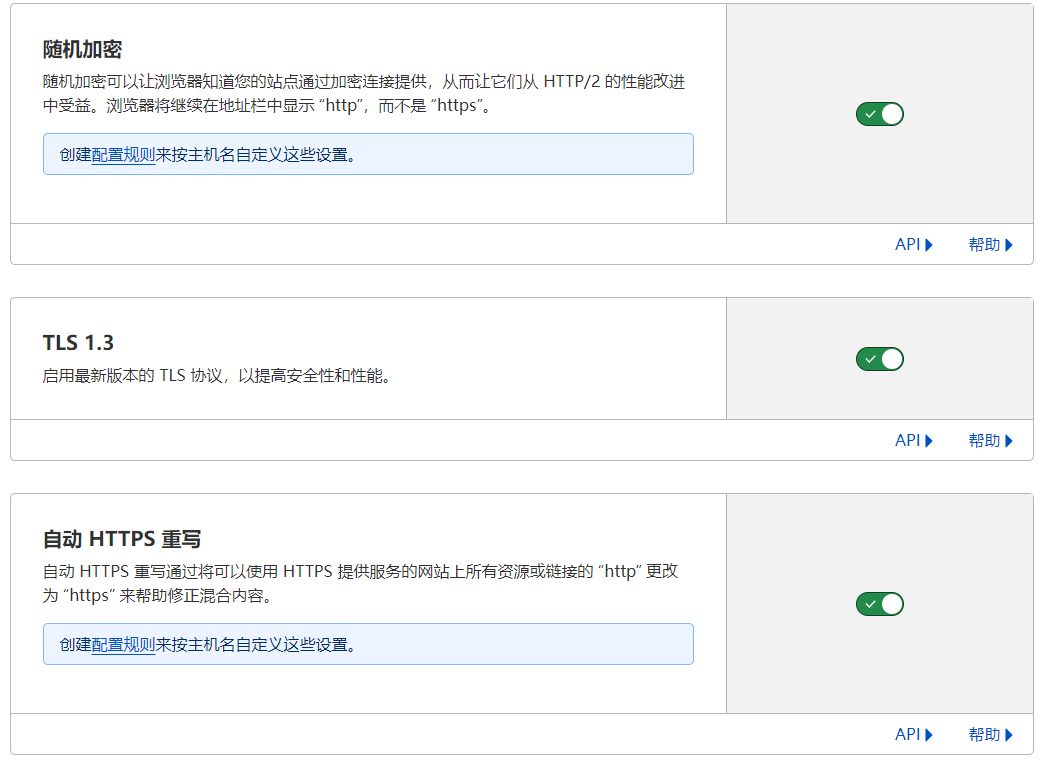 随机加密
随机加密可以让浏览器知道您的站点通过加密连接提供，从而让它们从 HTTP/2 的性能改进
中受益。浏览器将继续在地址栏中显示 “http”，而不是 “https”。
创建配置规则来按主机名自定义这些设置。
API
帮助
TLS 1.3
启用最新版本的 TLS 协议，以提高安全性和性能。
API
帮助
自动 HTTPS 重写
自动 HTTPS 重写通过将可以使用 HTTPS 提供服务的网站上所有资源或链接的 “http” 更改
为 “https” 来帮助修正混合内容。
创建配置规则来按主机名自定义这些设置。
API
帮助